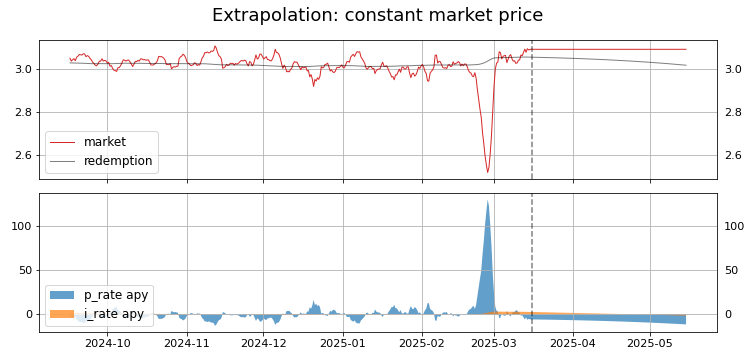 Extrapolation: constant market price
3.0 3.0
2.8 2.8
2.6 2.6
market
redemption
100 100
50 50
0 0
p_rate apy
i_rate apy
2024-10 2024-11 2024-12 2025-01 2025-02 2025-03 2025-04 2025-05